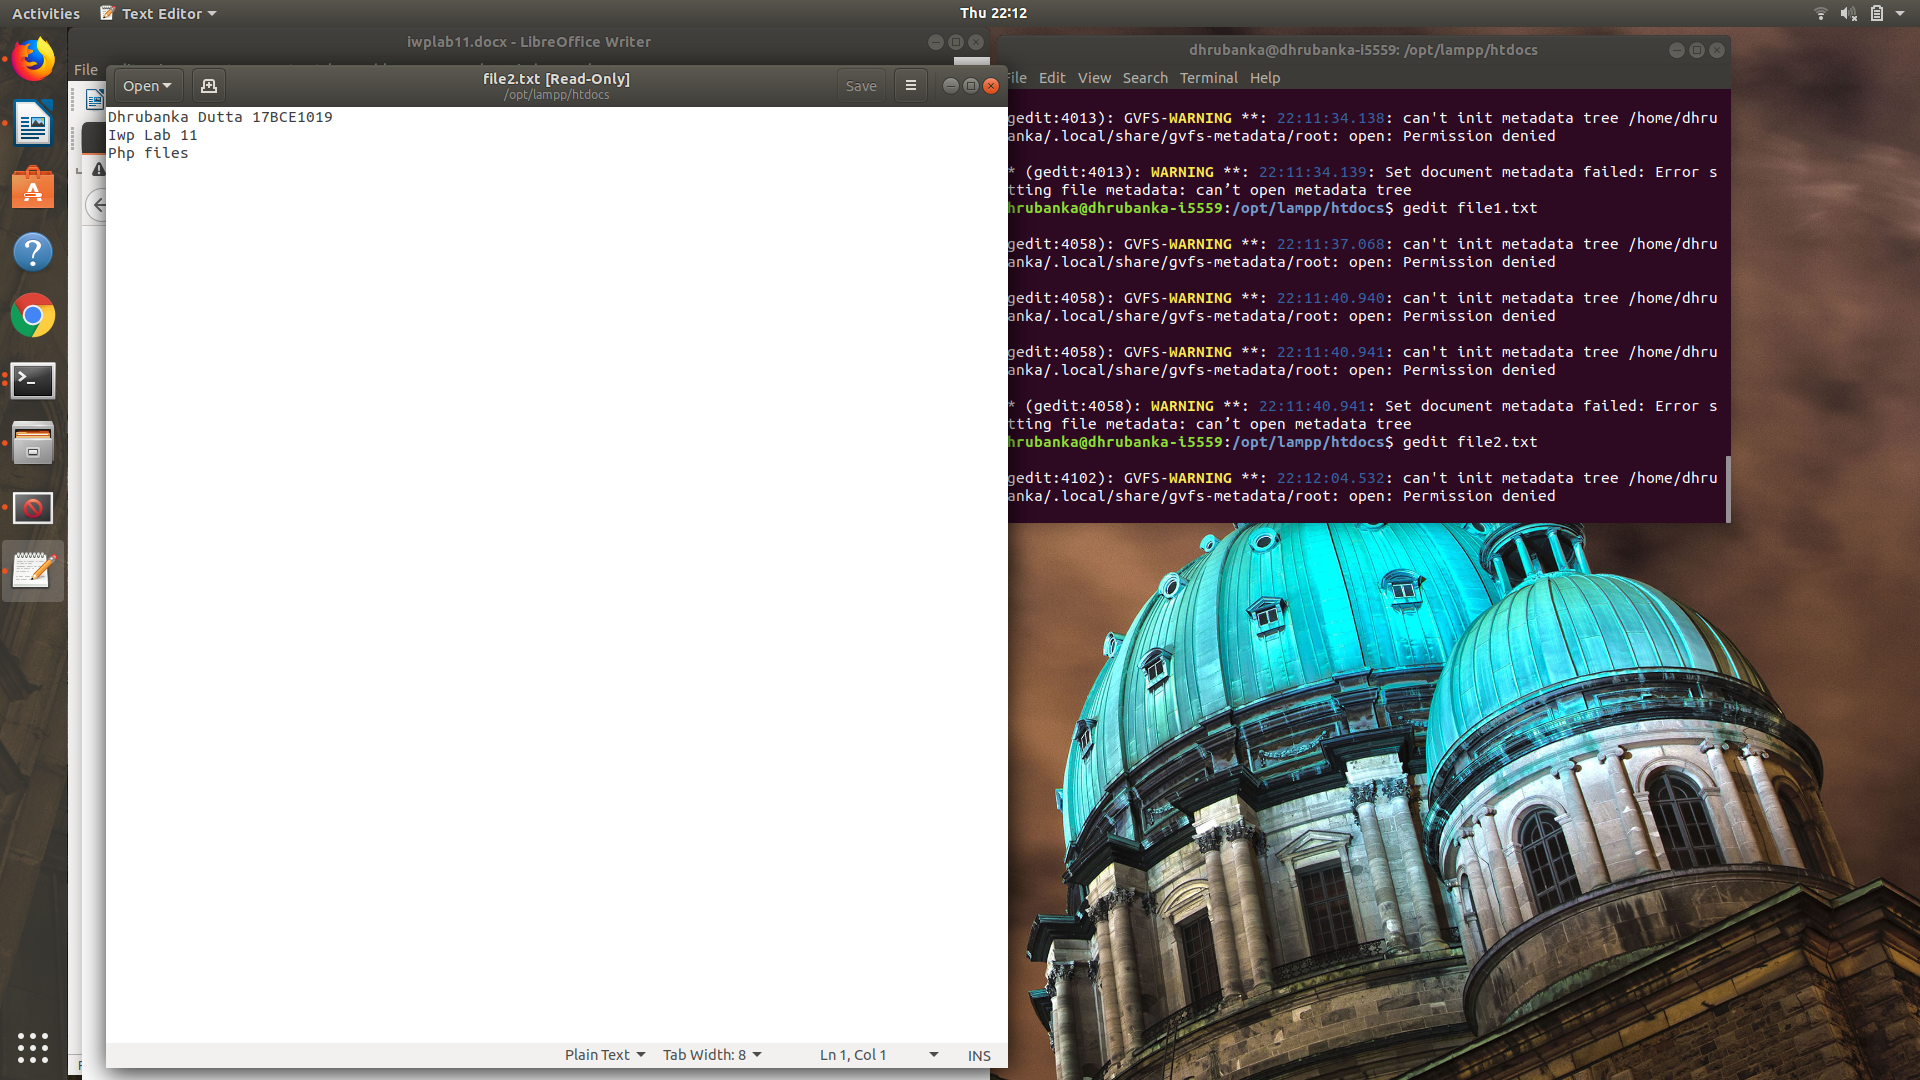 Activities
Text Editor
Thu 22:12
iwplab11.docx - LibreOffice Writer
File
Open
file2.txt [Read-Only]
/opt/lampp/htdocs
Save
Dhrubanka Dutta 17BCE1019
Iwp Lab 11
Php files
Plain Text
Tab Width: 8
Ln 1, Col 1
INS
dhrubanka@dhrubanka-i5559: /opt/lampp/htdocs
File Edit View Search Terminal Help
gedit:4013): GVFS-WARNING **: 22:11:34.138: can't init metadata tree /home/dhru
anka/.local/share/gvfs-metadata/root: open: Permission denied
* (gedit:4013): WARNING **: 22:11:34.139: Set document metadata failed: Error s
tting file metadata: can’t open metadata tree
hrubanka@dhrubanka-i5559:/opt/lampp/htdocs$ gedit file1.txt
gedit:4058): GVFS-WARNING **: 22:11:37.068: can't init metadata tree /home/dhru
anka/.local/share/gvfs-metadata/root: open: Permission denied
gedit:4058): GVFS-WARNING **: 22:11:40.940: can't init metadata tree /home/dhru
anka/.local/share/gvfs-metadata/root: open: Permission denied
gedit:4058): GVFS-WARNING **: 22:11:40.941: can't init metadata tree /home/dhru
anka/.local/share/gvfs-metadata/root: open: Permission denied
* (gedit:4058): WARNING **: 22:11:40.941: Set document metadata failed: Error s
tting file metadata: can’t open metadata tree
hrubanka@dhrubanka-i5559:/opt/lampp/htdocs$ gedit file2.txt
gedit:4102): GVFS-WARNING **: 22:12:04.532: can't init metadata tree /home/dhru
anka/.local/share/gvfs-metadata/root: open: Permission denied